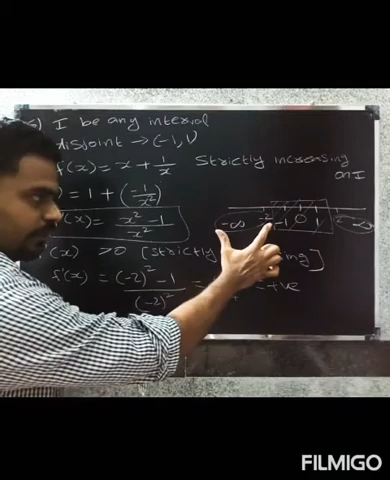 I be any interval
disjoint → (-1, 1)
f(x) = x + 1/x Strictly increasing on I
= 1 + (-1/x²)
(x) = x² - 1 / x²
-∞ -2 -1 0 1
(x) > 0 [Strictly ing]
f'(x) = (-2)² - 1 / (-2)² = = +ve
FILMIGO